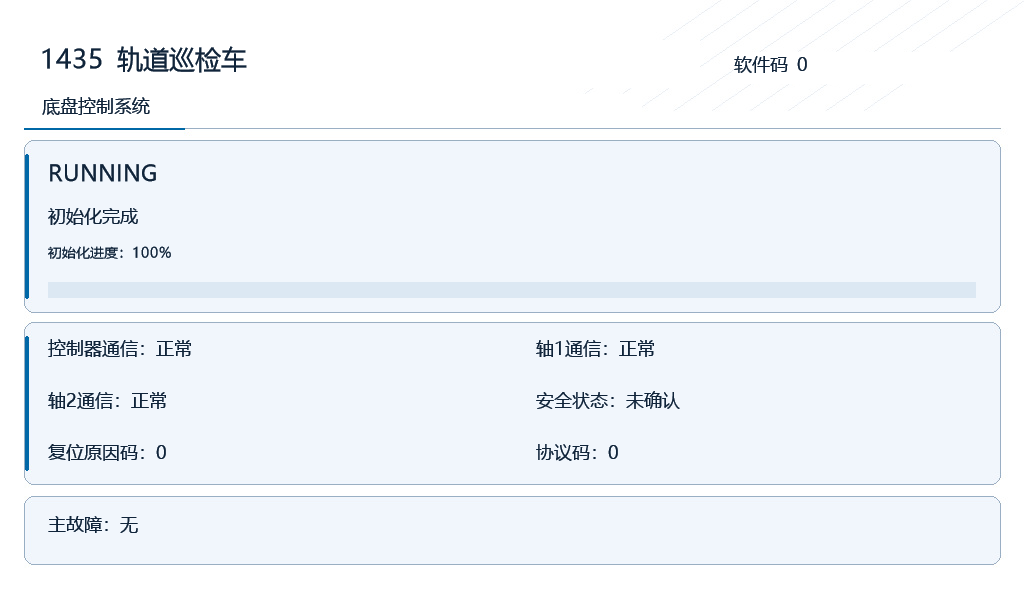 1435 轨道巡检车
软件码 0
底盘控制系统
RUNNING
初始化完成
初始化进度：100%
控制器通信：正常
轴1通信：正常
轴2通信：正常
安全状态：未确认
复位原因码：0
协议码：0
主故障：无